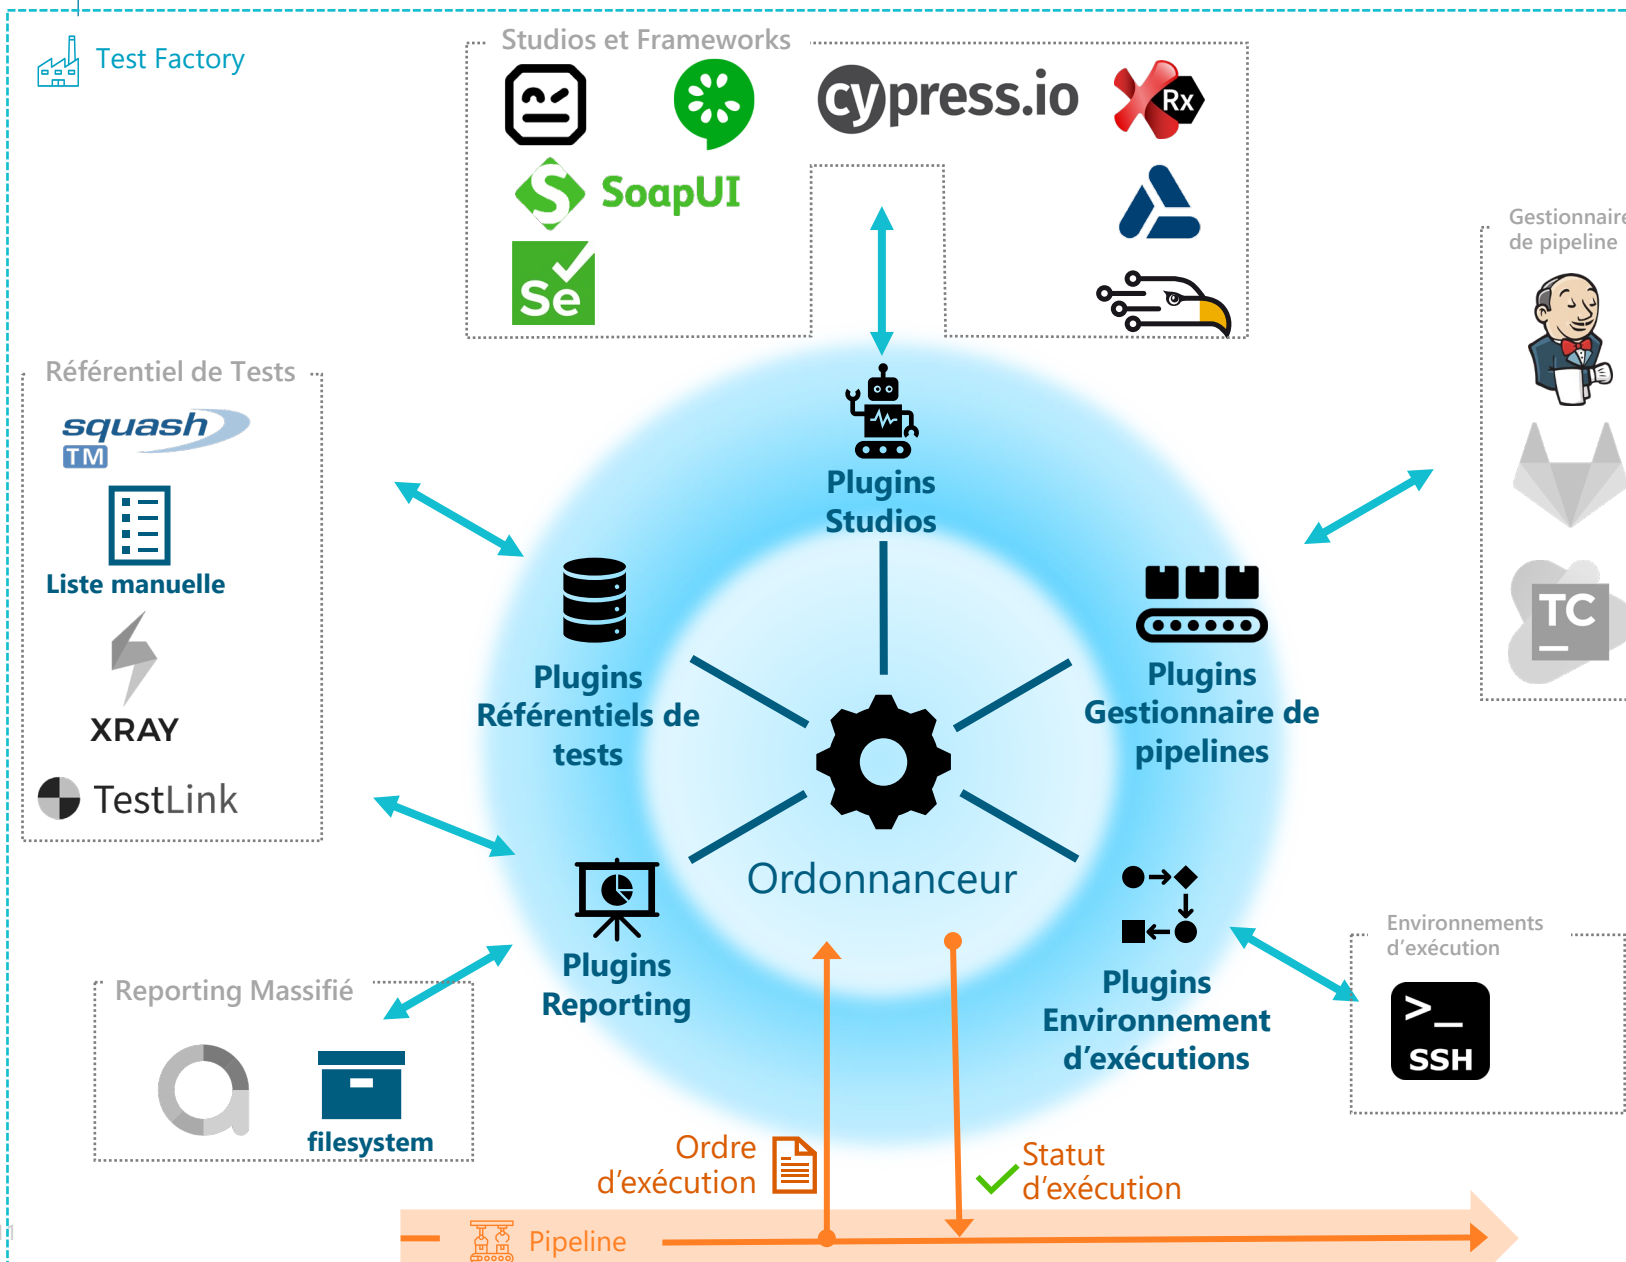 Test Factory
Studios et Frameworks
cypress.io
Rx
S SoapUI
Se
Gestionnaire
de pipeline
Référentiel de Tests
squash
TM
Liste manuelle
XRAY
TestLink
Plugins
Studios
Plugins
Référentiels de
tests
Plugins
Gestionnaire de
pipelines
TC
Ordonnanceur
Plugins
Reporting
Plugins
Environnement
d’exécutions
Environnements
d’exécution
>_
SSH
Reporting Massifié
filesystem
Ordre
d’exécution
Statut
d’exécution
Pipeline